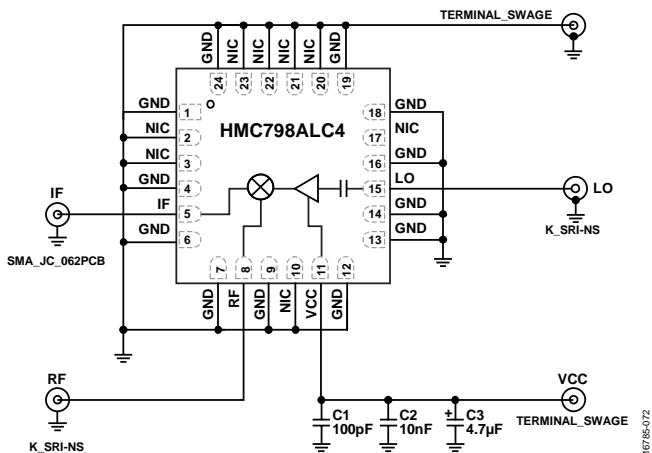 TERMINAL_SWAGE
GND
NIC
NIC
NIC
NIC
GND
24
23
22
21
20
19
HMC798ALC4
GND
1
NIC
2
NIC
3
GND
4
IF
5
GND
6
18
GND
17
NIC
16
GND
15
LO
14
GND
13
GND
IF
SMA_JC_062PCB
LO
K_SRI-NS
7
8
9
10
11
12
GND
RF
GND
NIC
VCC
GND
RF
K_SRI-NS
C1
100pF
C2
10nF
+
C3
4.7µF
VCC
TERMINAL_SWAGE
16785-072